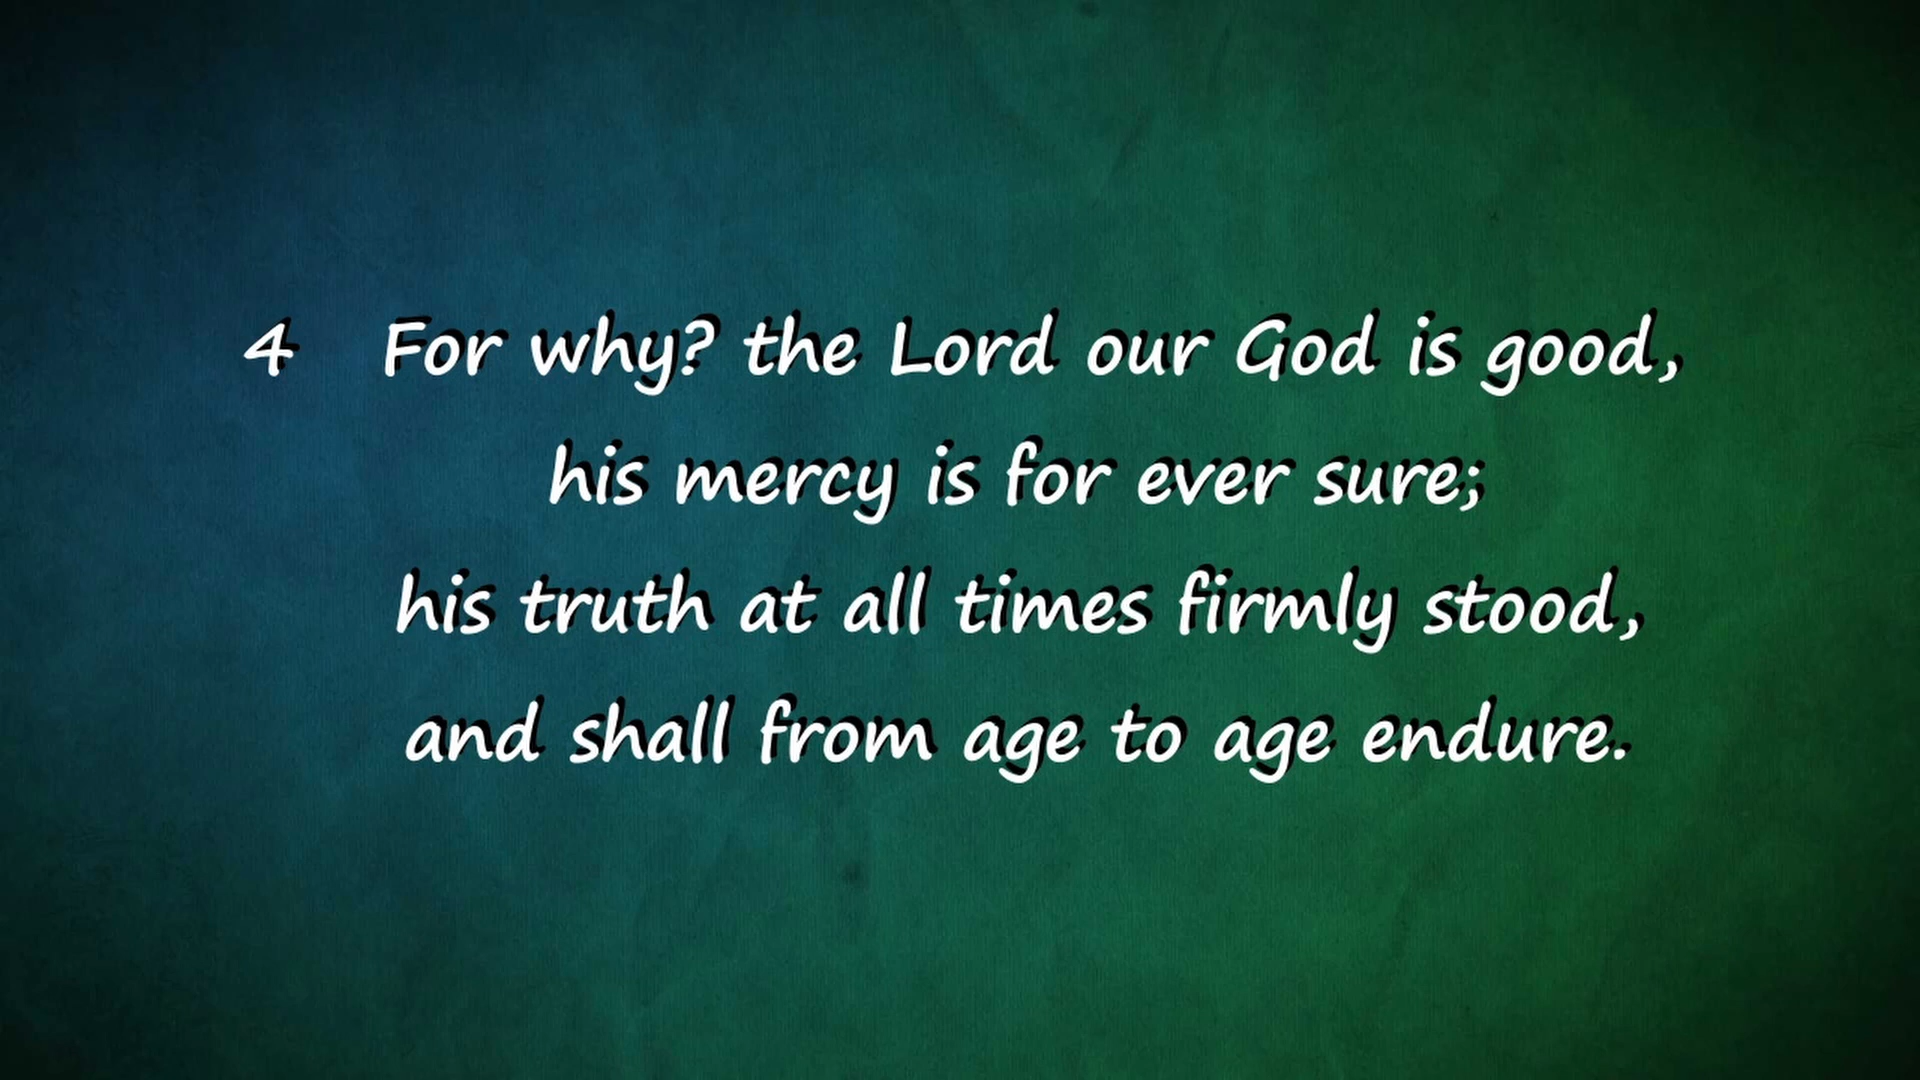 4 For why? the Lord our God is good,
his mercy is for ever sure;
his truth at all times firmly stood,
and shall from age to age endure.